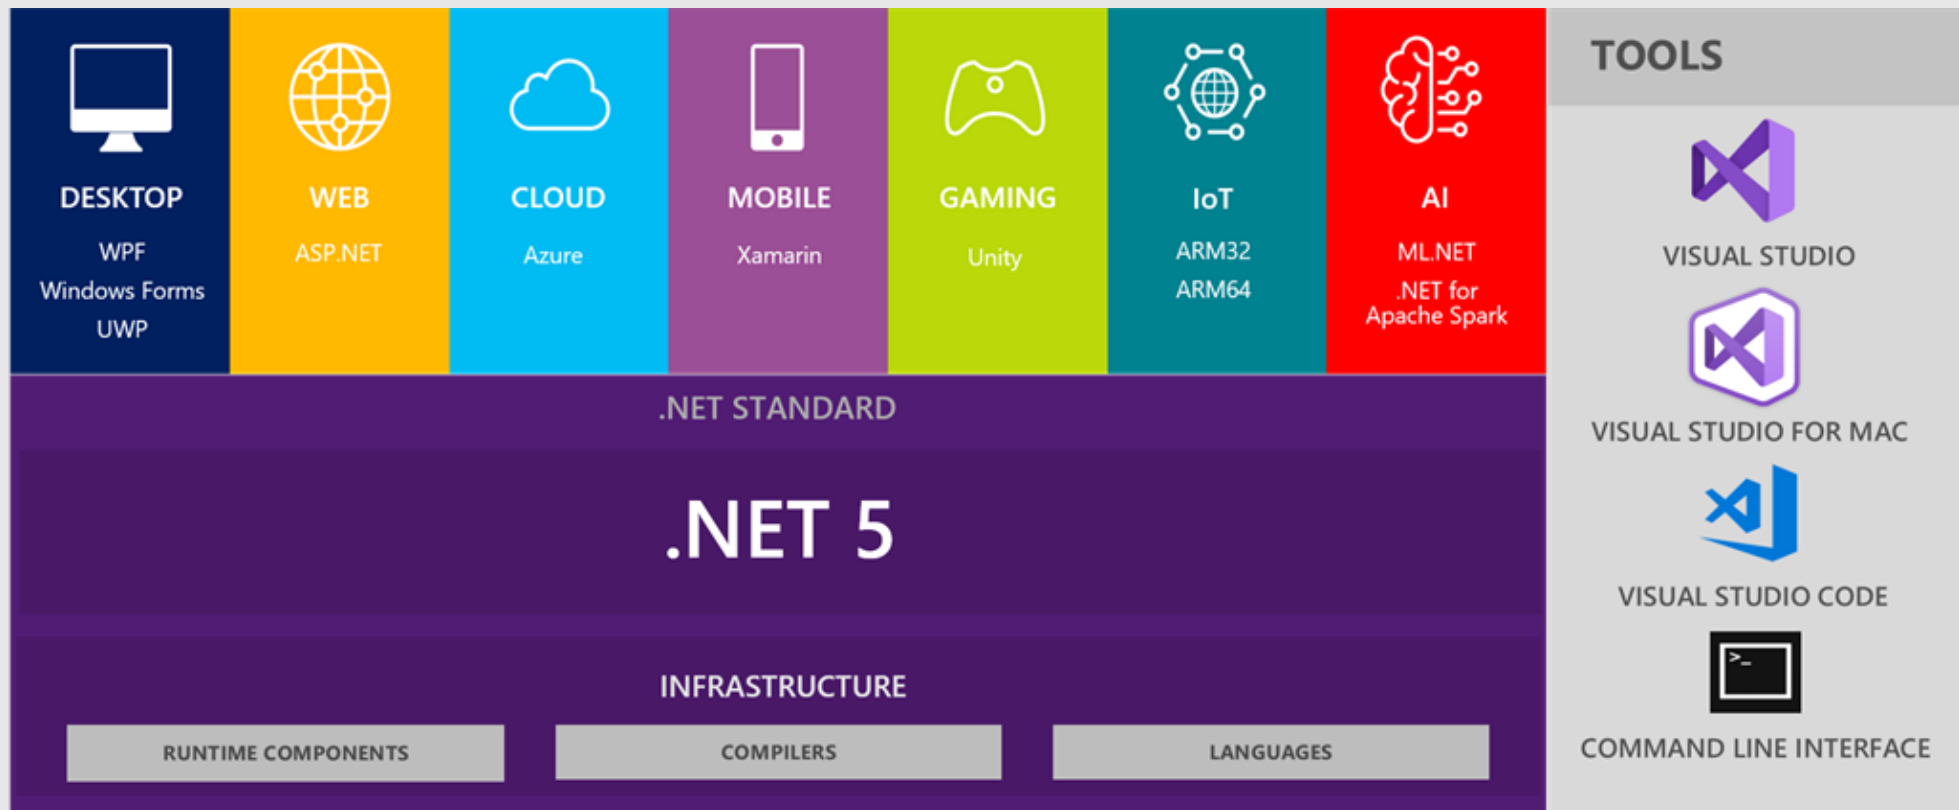 DESKTOP
WPF
Windows Forms
UWP
WEB
ASP.NET
CLOUD
Azure
MOBILE
Xamarin
GAMING
Unity
IoT
ARM32
ARM64
AI
ML.NET
.NET for
Apache Spark
.NET STANDARD
.NET 5
INFRASTRUCTURE
RUNTIME COMPONENTS
COMPILERS
LANGUAGES
TOOLS
VISUAL STUDIO
VISUAL STUDIO FOR MAC
VISUAL STUDIO CODE
>_
COMMAND LINE INTERFACE